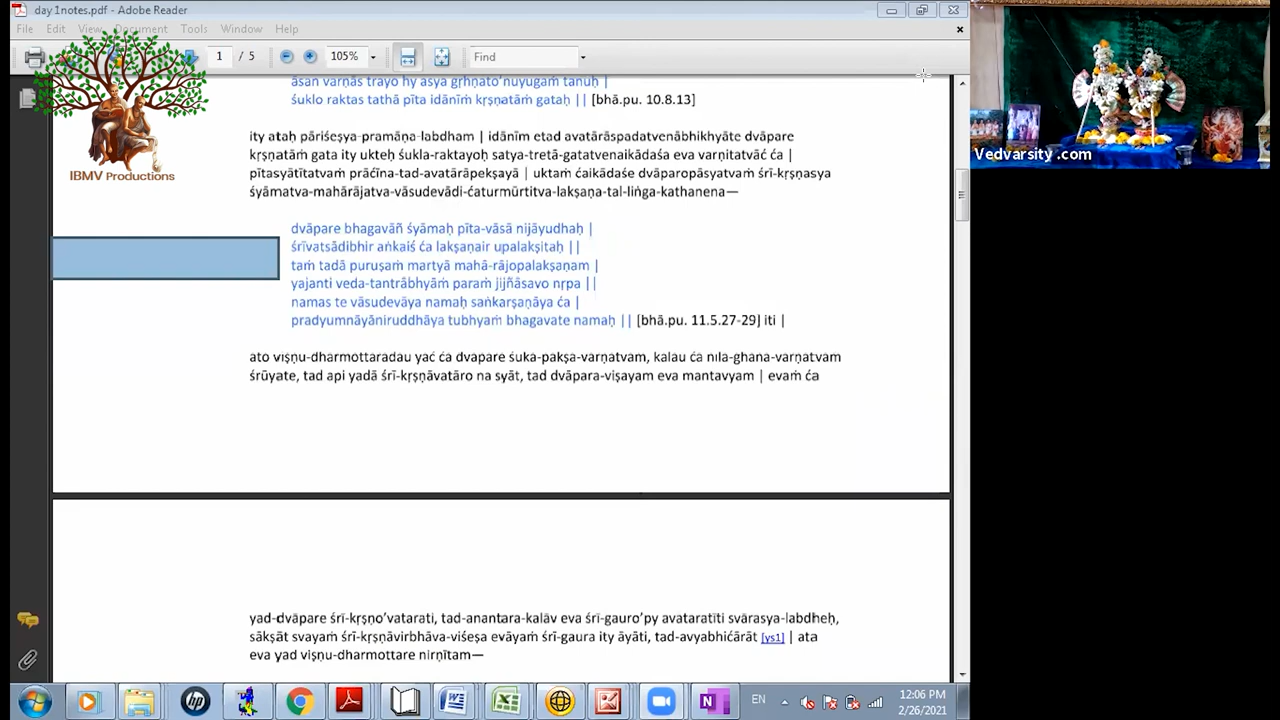 day 1notes.pdf - Adobe Reader
File Edit View Document Tools Window Help
1 / 5 105% Find
IBMV Productions
Vedvarsity .com
āsan varṇās trayo hy asya gṛhṇato'nuyugaṁ tanūḥ |
śuklo raktas tathā pīta idānīṁ kṛṣṇatāṁ gataḥ || [bhā.pu. 10.8.13]
ity ataḥ pāriśeṣya-pramāṇa-labdham | idānīm etad avatārāspadatvenābhikhyāte dvāpare
kṛṣṇatāṁ gata ity ukteḥ śukla-raktayoḥ satya-tretā-gatatvenaikādaśa eva varṇitatvāć ća |
pītasyātītatvaṁ prāćīna-tad-avatārāpekṣayā | uktaṁ ćaikādaśe dvāparopāsyatvaṁ śrī-kṛṣṇasya
śyāmatva-mahārājatva-vāsudevādi-ćaturmūrtitva-lakṣaṇa-tal-liṅga-kathanena—
dvāpare bhagavāñ śyāmaḥ pīta-vāsā nijāyudhaḥ |
śrīvatsādibhir aṅkaiś ća lakṣaṇair upalakṣitaḥ ||
taṁ tadā puruṣaṁ martyā mahā-rājopalakṣaṇam |
yajanti veda-tantrābhyāṁ paraṁ jijñāsavo nṛpa ||
namas te vāsudevāya namaḥ saṅkarṣaṇāya ća |
pradyumnāyāniruddhāya tubhyaṁ bhagavate namaḥ || [bhā.pu. 11.5.27-29] iti |
ato viṣṇu-dharmottaradau yać ća dvapare śuka-pakṣa-varṇatvam, kalau ća nīla-ghana-varṇatvam
śrūyate, tad api yadā śrī-kṛṣṇāvatāro na syāt, tad dvāpara-viṣayam eva mantavyam | evaṁ ća
yad-dvāpare śrī-kṛṣṇo'vatarati, tad-anantara-kalāv eva śrī-gauro'py avataratīti svārasya-labdheḥ,
sākṣāt svayaṁ śrī-kṛṣṇāvirbhāva-viśeṣa evāyaṁ śrī-gaura ity āyāti, tad-avyabhićārāt [ys1] | ata
eva yad viṣṇu-dharmottare nirṇītam—
EN 12:06 PM
2/26/2021